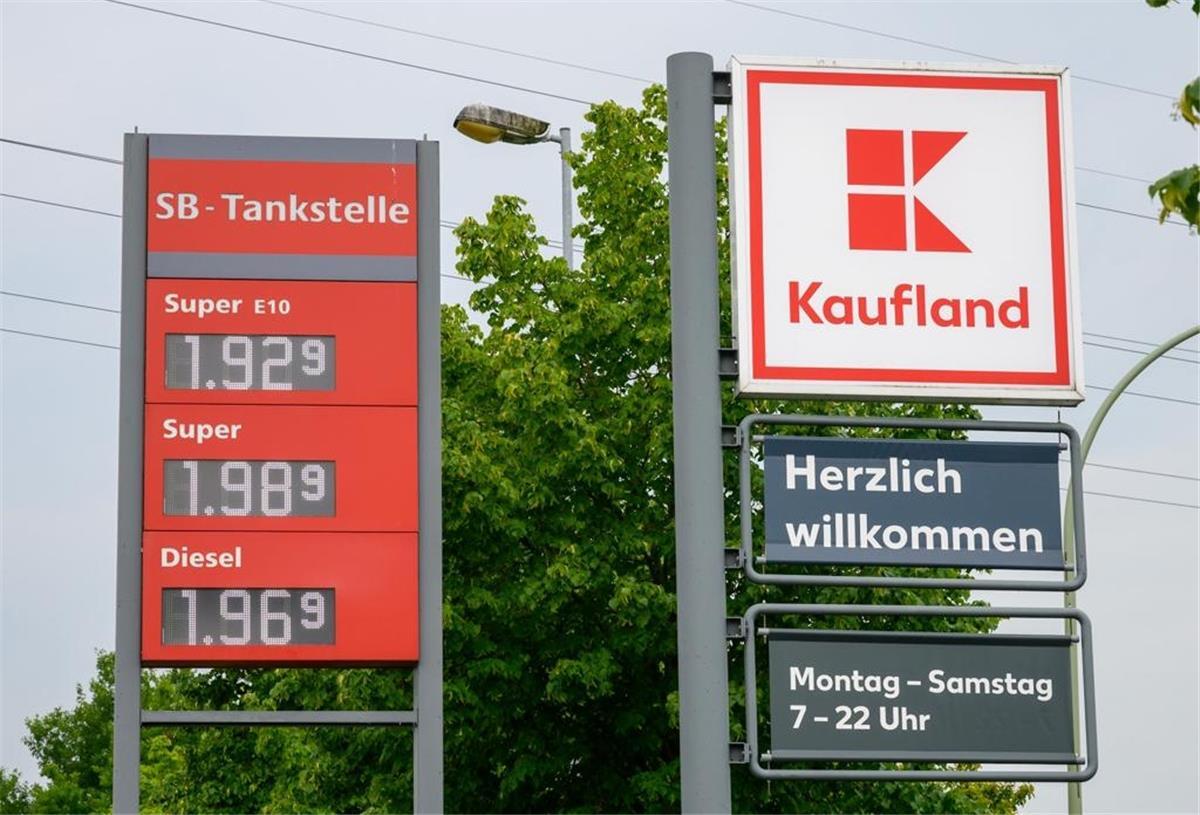 SB - Tankstelle
Super E10
1.92⁹
Super
1.98⁹
Diesel
1.96⁹
K
Kaufland
Herzlich
willkommen
Montag – Samstag
7 – 22 Uhr